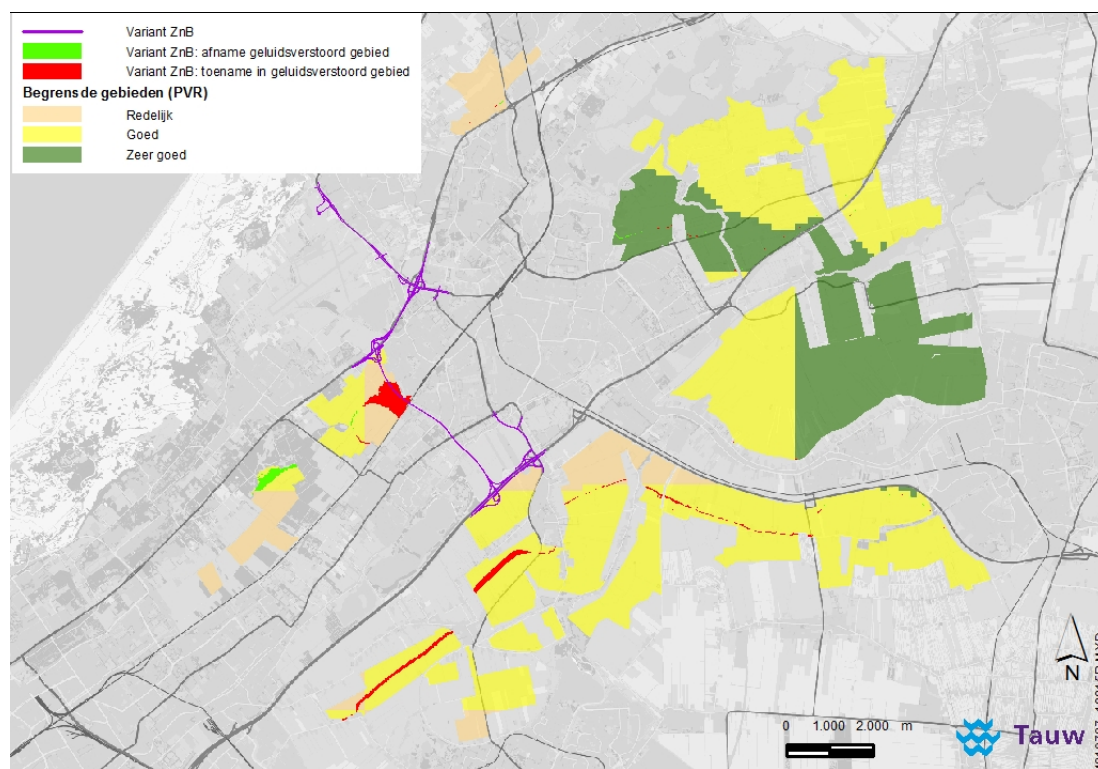 Variant ZnB
Variant ZnB: afname geluidsverstoord gebied
Variant ZnB: toename in geluidsverstoord gebied
Begrensde gebieden (PVR)
Redelijk
Goed
Zeer goed
N
0 1.000 2.000 m
Tauw